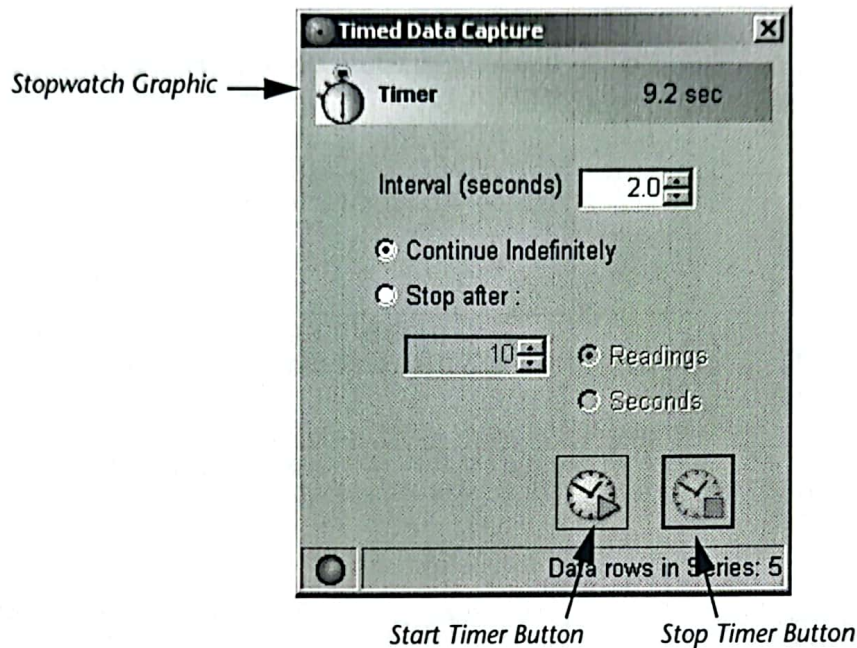 Timed Data Capture
Stopwatch Graphic
Timer 9.2 sec
Interval (seconds) 2.0
Continue Indefinitely
Stop after :
10 Readings
Seconds
Data rows in Series: 5
Start Timer Button Stop Timer Button